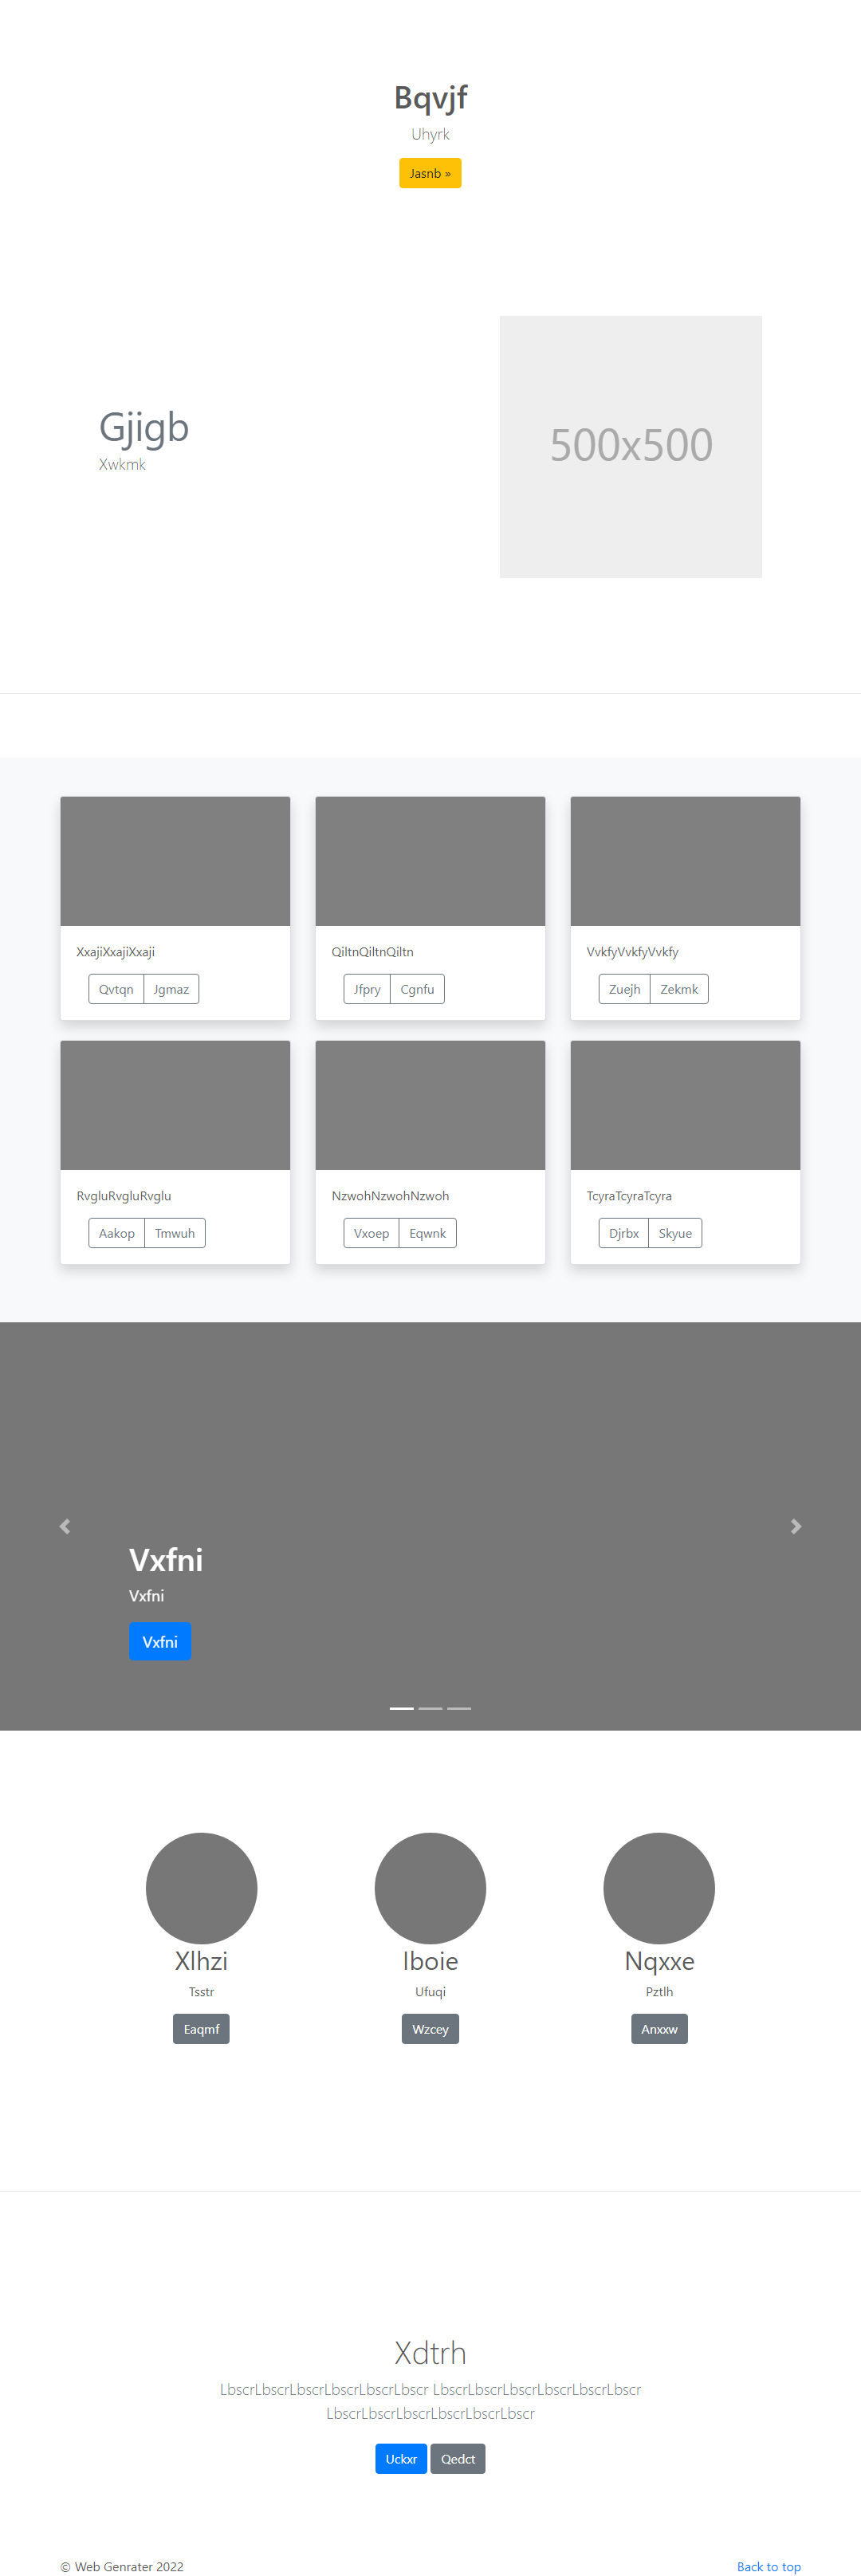 Bqvjf
Uhyrk
Jasnb »
Gjigb
Xwkmk
500x500
XxajiXxajiXxaji
Qvtqn Jgmaz
QiltnQiltnQiltn
Jfpry Cgnfu
VvkfyVvkfyVvkfy
Zuejh Zekmk
RvgluRvgluRvglu
Aakop Tmwuh
NzwohNzwohNzwoh
Vxoep Eqwnk
TcyraTcyraTcyra
Djrbx Skyue
Vxfni
Vxfni
Vxfni
Xlhzi
Tsstr
Eaqmf
Iboie
Ufuqi
Wzcey
Nqxxe
Pztlh
Anxxw
Xdtrh
LbscrLbscrLbscrLbscrLbscrLbscr LbscrLbscrLbscrLbscrLbscrLbscr
LbscrLbscrLbscrLbscrLbscrLbscr
Uckxr Qedct
© Web Genrater 2022
Back to top